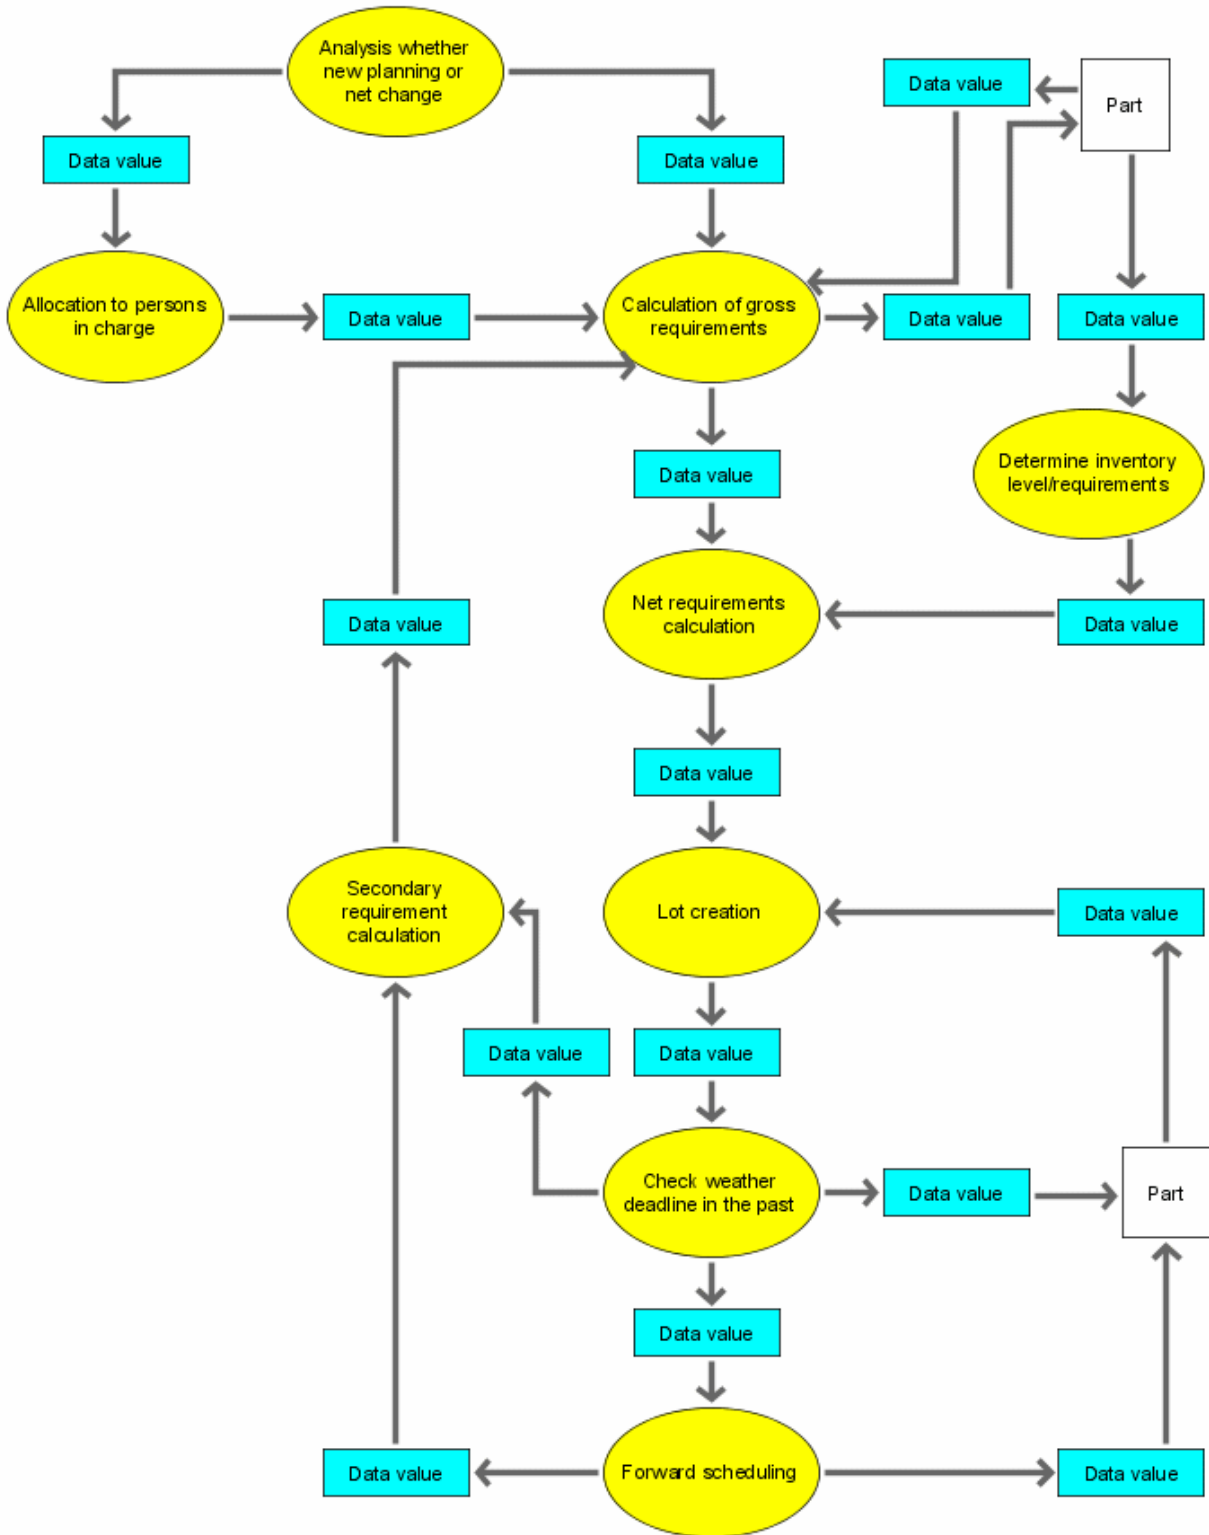 Analysis whether
new planning or
net change
Data value
Part
Data value
Data value
Allocation to persons
in charge
Data value
Calculation of gross
requirements
Data value
Data value
Data value
Determine inventory
level/requirements
Data value
Net requirements
calculation
Data value
Data value
Secondary
requirement
calculation
Lot creation
Data value
Data value
Data value
Check weather
deadline in the past
Data value
Part
Data value
Data value
Forward scheduling
Data value